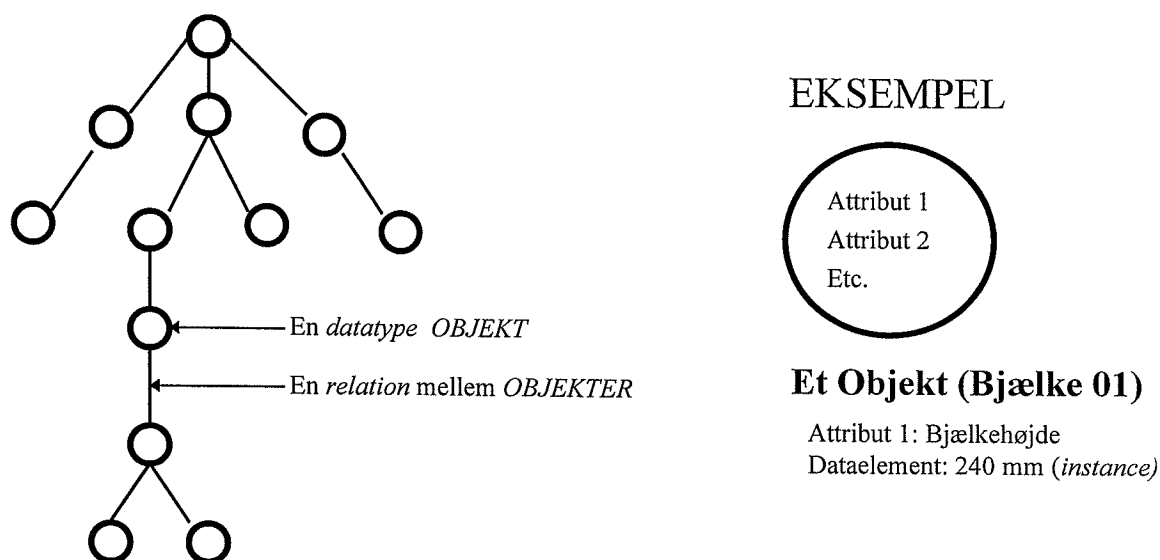 EKSEMPEL
Attribut 1
Attribut 2
Etc.
En datatype OBJEKT
En relation mellem OBJEKTER
Et Objekt (Bjælke 01)
Attribut 1: Bjælkehøjde
Dataelement: 240 mm (instance)